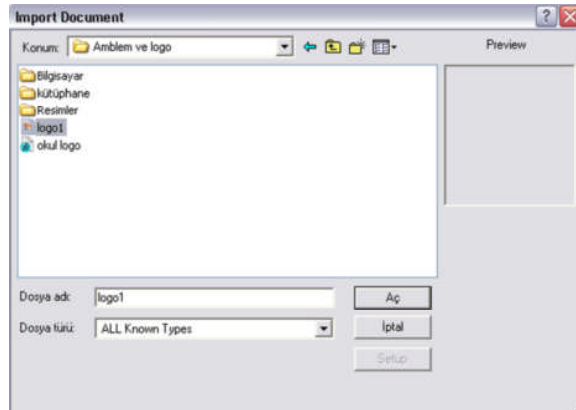 Import Document
Konum: Amblem ve logo
Preview
Bilgisayar
kütüphane
Resimler
logo1
okul logo
Dosya adı: logo1
Aç
Dosya türü: ALL Known Types
İptal
Setup